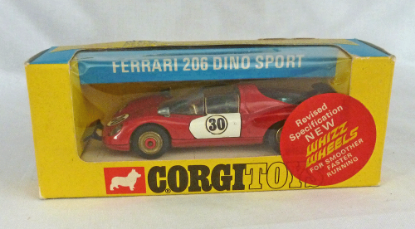 FERRARI 206 DINO SPORT
30
Revised
Specification
NEW
WHIZZ
WHEELS
FOR SMOOTHER
FASTER
RUNNING
CORGI TOYS